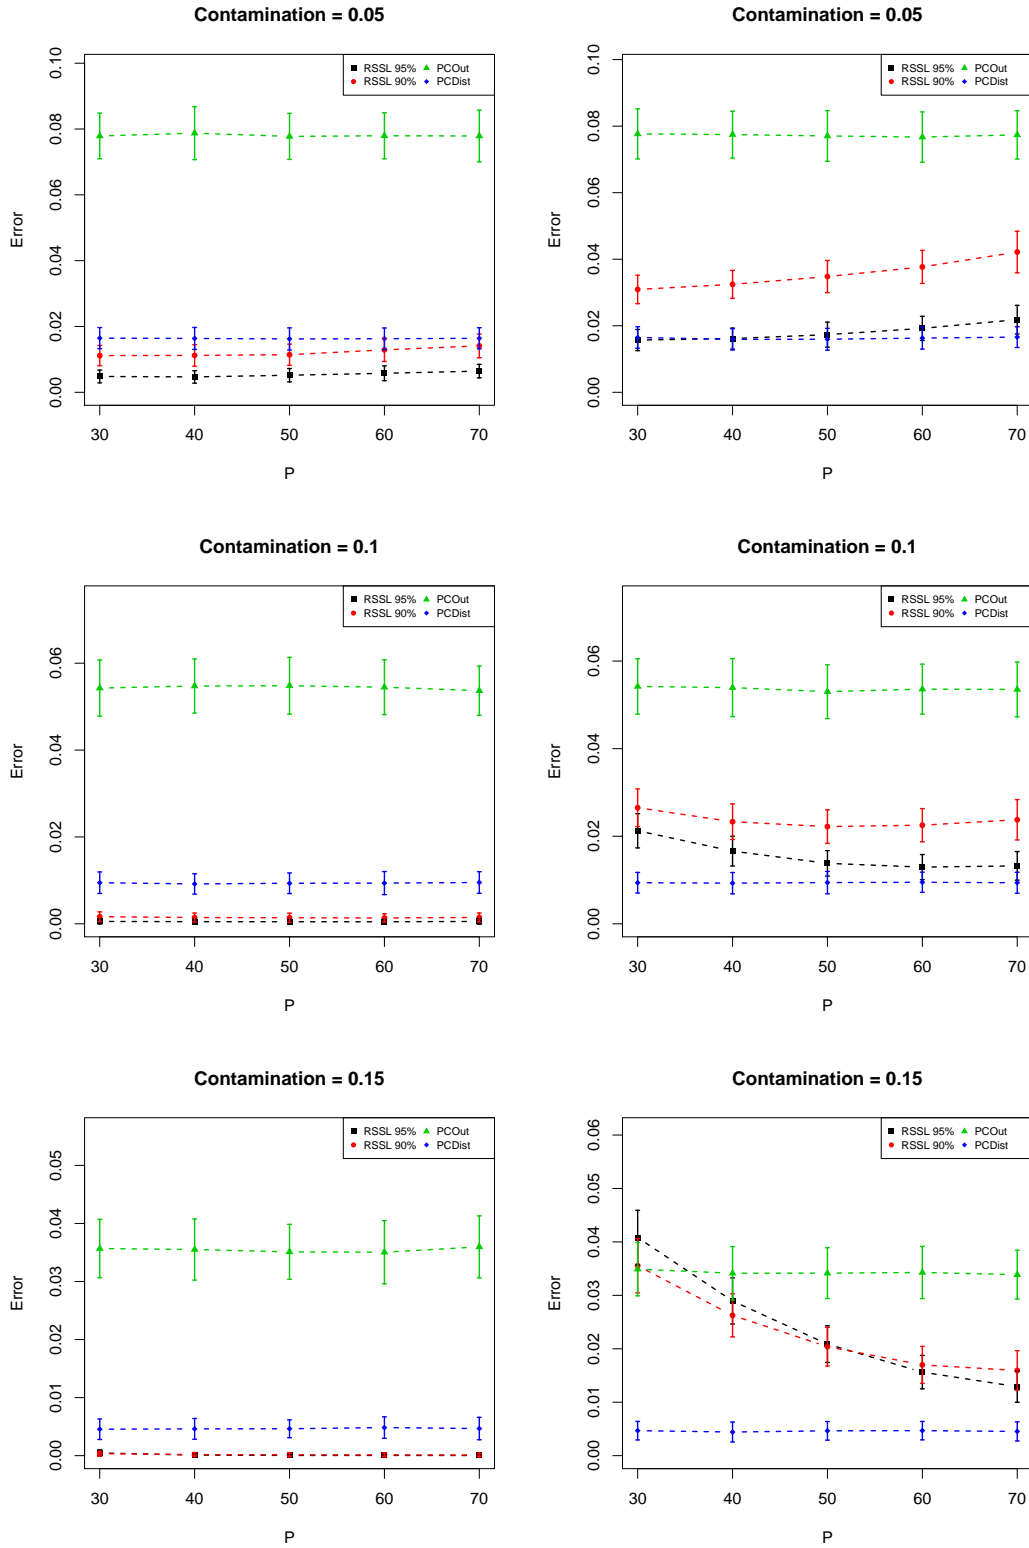 Contamination = 0.05
RSSL 95% PCOut
RSSL 90% PCDist
Error
0.00 0.02 0.04 0.06 0.08 0.10
30 40 50 60 70
P
Contamination = 0.05
RSSL 95% PCOut
RSSL 90% PCDist
Error
0.00 0.02 0.04 0.06 0.08 0.10
30 40 50 60 70
P
Contamination = 0.1
RSSL 95% PCOut
RSSL 90% PCDist
Error
0.00 0.02 0.04 0.06
30 40 50 60 70
P
Contamination = 0.1
RSSL 95% PCOut
RSSL 90% PCDist
Error
0.00 0.02 0.04 0.06
30 40 50 60 70
P
Contamination = 0.15
RSSL 95% PCOut
RSSL 90% PCDist
Error
0.00 0.01 0.02 0.03 0.04 0.05
30 40 50 60 70
P
Contamination = 0.15
RSSL 95% PCOut
RSSL 90% PCDist
Error
0.00 0.01 0.02 0.03 0.04 0.05 0.06
30 40 50 60 70
P